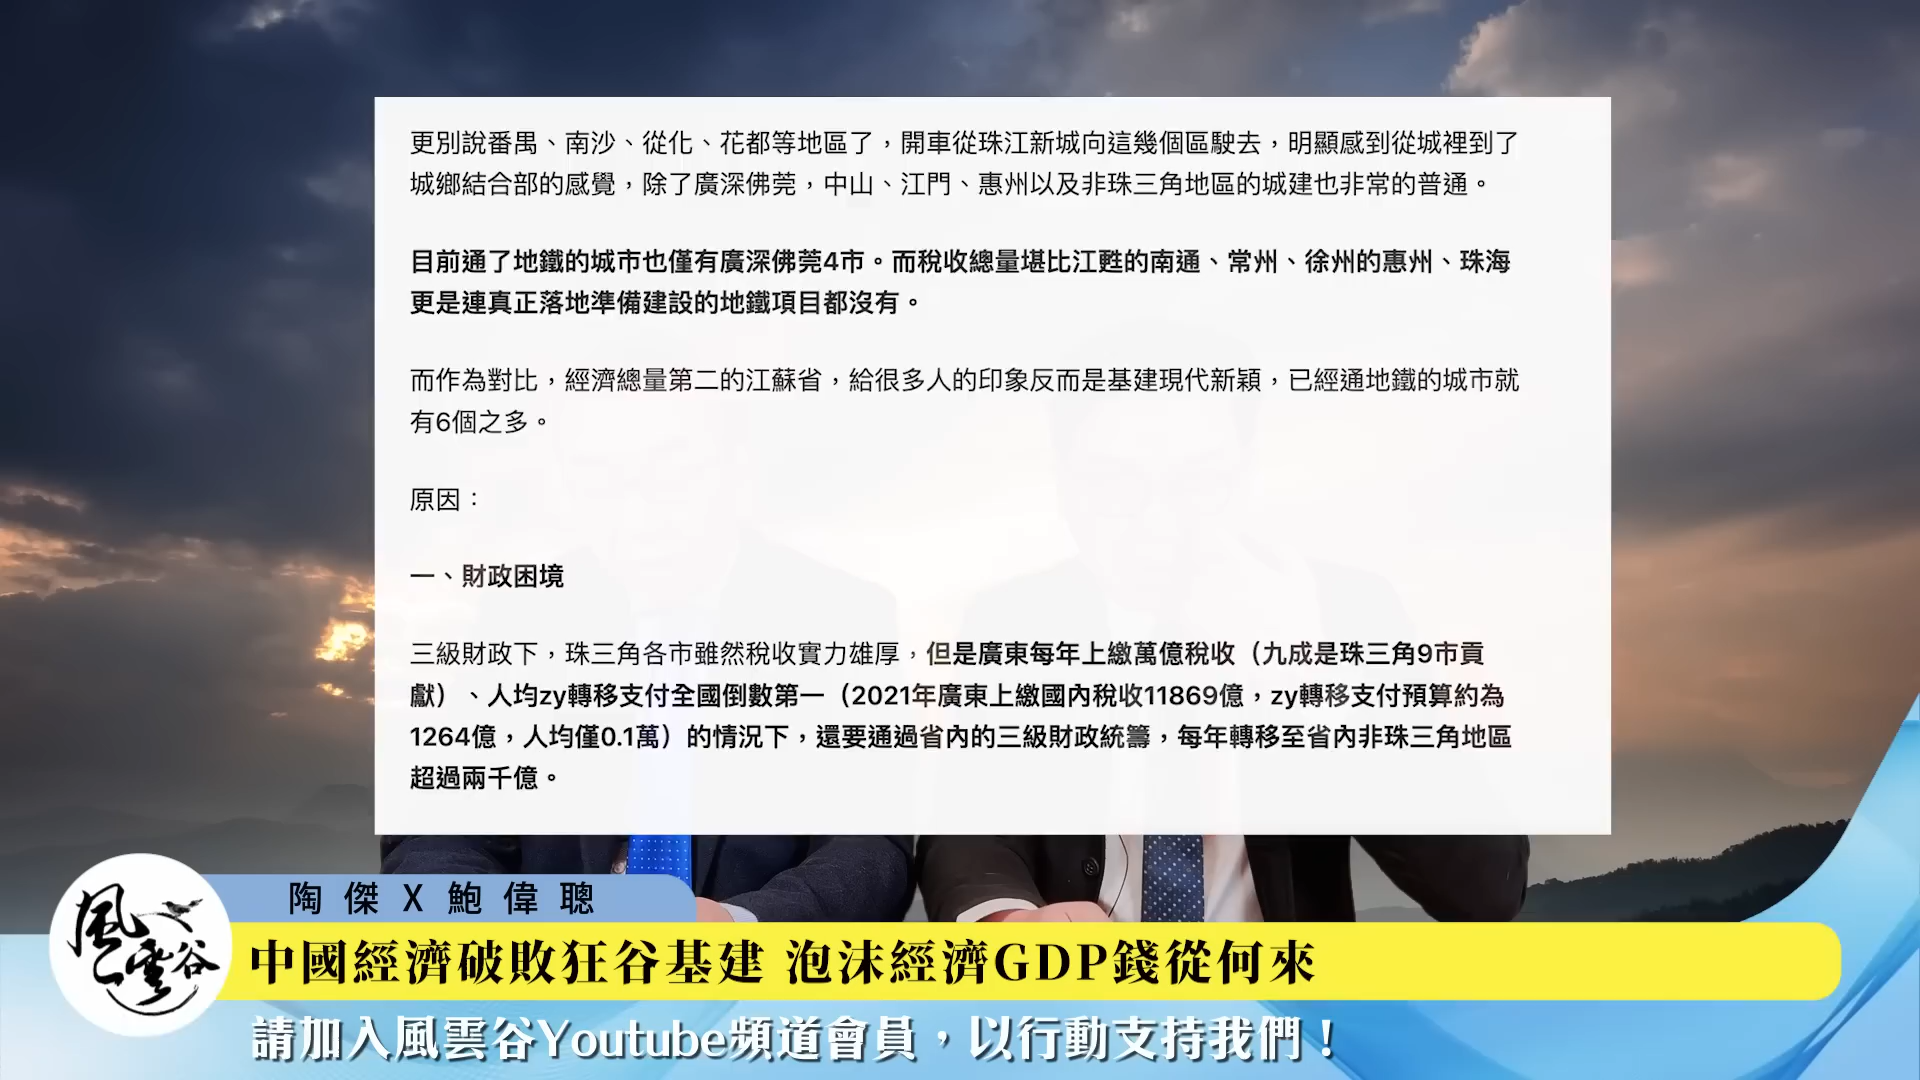 更別說番禺、南沙、從化、花都等地區了，開車從珠江新城向這幾個區駛去，明顯感到從城裡到了
城鄉結合部的感覺，除了廣深佛莞，中山、江門、惠州以及非珠三角地區的城建也非常的普通。
目前通了地鐵的城市也僅有廣深佛莞4市。而稅收總量堪比江甦的南通、常州、徐州的惠州、珠海
更是連真正落地準備建設的地鐵項目都沒有。
而作為對比，經濟總量第二的江蘇省，給很多人的印象反而是基建現代新穎，已經通地鐵的城市就
有6個之多。
原因：
一、財政困境
三級財政下，珠三角各市雖然稅收實力雄厚，但是廣東每年上繳萬億稅收（九成是珠三角9市貢
獻）、人均zy轉移支付全國倒數第一（2021年廣東上繳國內稅收11869億，zy轉移支付預算約為
1264億，人均僅0.1萬）的情況下，還要通過省內的三級財政統籌，每年轉移至省內非珠三角地區
超過兩千億。
陶傑X鮑偉聰
風雲谷
中國經濟破敗狂谷基建 泡沫經濟GDP錢從何來
請加入風雲谷Youtube頻道會員，以行動支持我們！